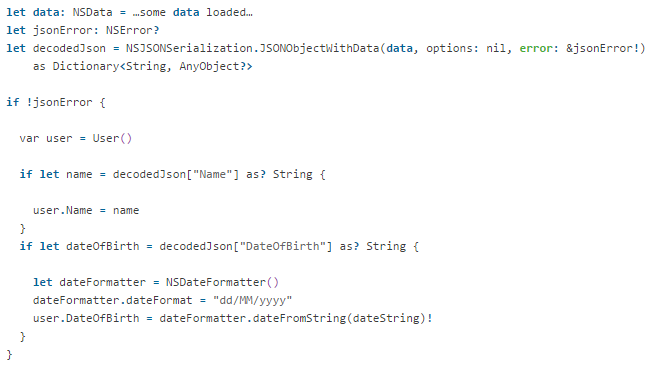 let data: NSData = …some data loaded…
let jsonError: NSError?
let decodedJson = NSJSONSerialization.JSONObjectWithData(data, options: nil, error: &jsonError!)
    as Dictionary<String, AnyObject?>

if !jsonError {

  var user = User()

  if let name = decodedJson["Name"] as? String {

    user.Name = name
  }
  if let dateOfBirth = decodedJson["DateOfBirth"] as? String {

    let dateFormatter = NSDateFormatter()
    dateFormatter.dateFormat = "dd/MM/yyyy"
    user.DateOfBirth = dateFormatter.dateFromString(dateString)!
  }
}